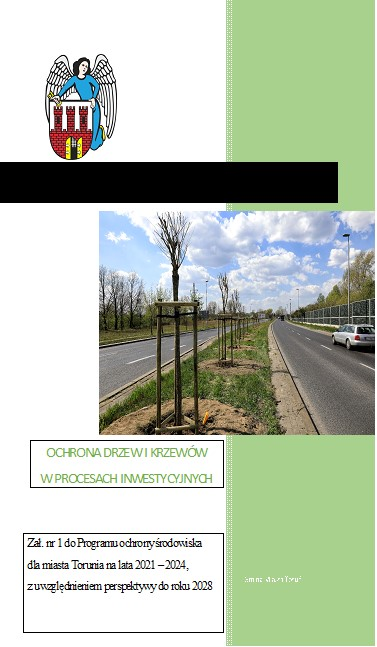 OCHRONA DRZEW I KRZEWÓW
W PROCESACH INWESTYCYJNYCH
Zał. nr 1 do Programu ochrony środowiska
dla miasta Torunia na lata 2021 – 2024,
z uwzględnieniem perspektywy do roku 2028